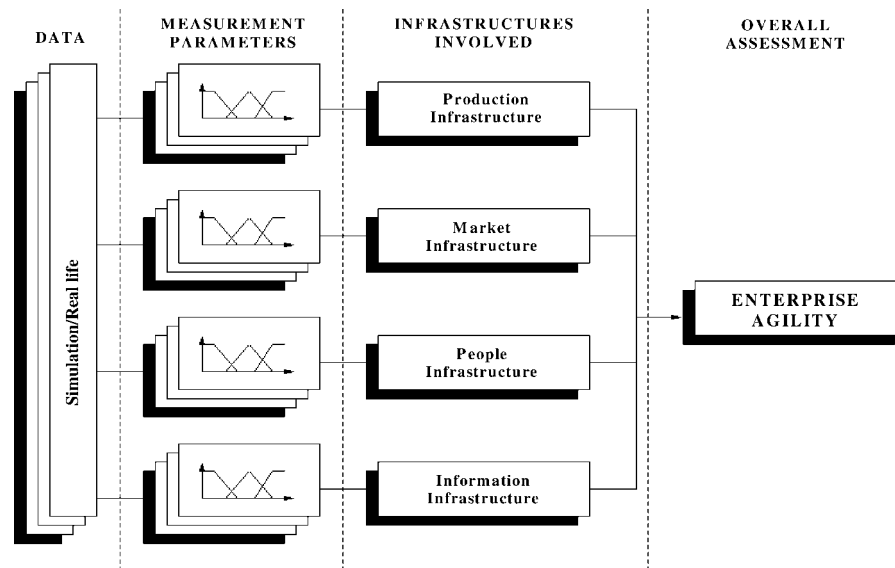 DATA
MEASUREMENT
PARAMETERS
INFRASTRUCTURES
INVOLVED
OVERALL
ASSESSMENT
Simulation/Real life
Production
Infrastructure
Market
Infrastructure
People
Infrastructure
Information
Infrastructure
ENTERPRISE
AGILITY